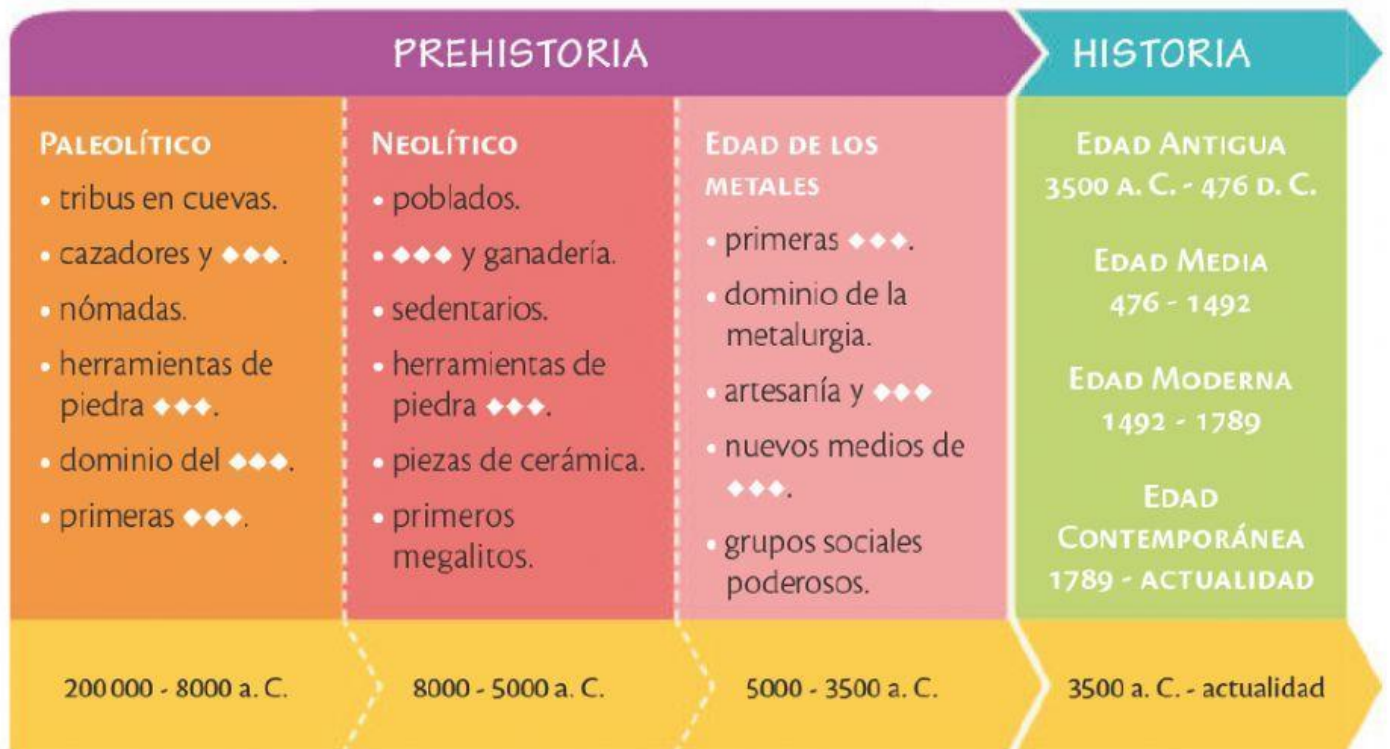 PREHISTORIA
HISTORIA
PALEOLÍTICO
• tribus en cuevas.
• cazadores y ◆◆◆.
• nómadas.
• herramientas de
piedra ◆◆◆.
• dominio del ◆◆◆.
• primeras ◆◆◆.
NEOLÍTICO
• poblados.
• ◆◆◆ y ganadería.
• sedentarios.
• herramientas de
piedra ◆◆◆.
• piezas de cerámica.
• primeros
megalitos.
EDAD DE LOS
METALES
• primeras ◆◆◆.
• dominio de la
metalurgia.
• artesanía y ◆◆◆
• nuevos medios de
◆◆◆.
• grupos sociales
poderosos.
EDAD ANTIGUA
3500 A. C. - 476 D. C.
EDAD MEDIA
476 - 1492
EDAD MODERNA
1492 - 1789
EDAD
CONTEMPORÁNEA
1789 - ACTUALIDAD
200 000 - 8000 a. C.
8000 - 5000 a. C.
5000 - 3500 a. C.
3500 a. C. - actualidad